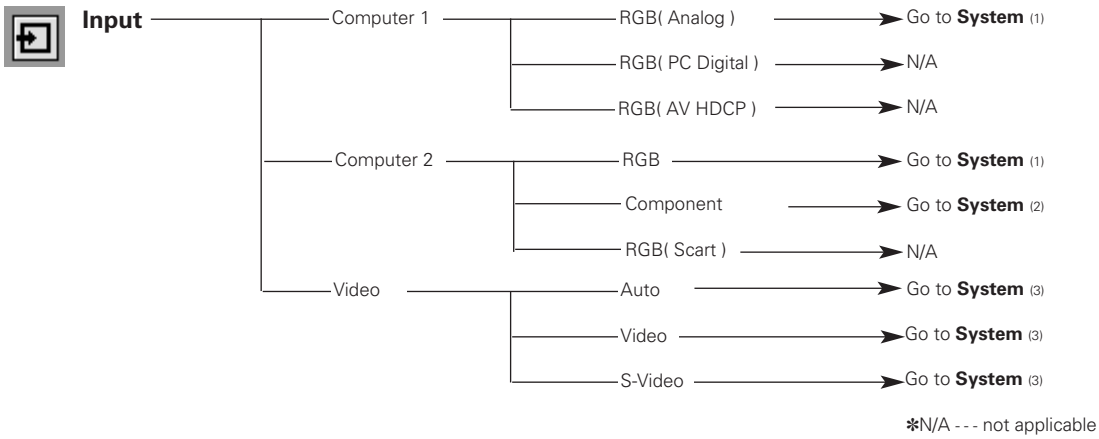 Input
Computer 1
RGB( Analog )
Go to System (1)
RGB( PC Digital )
N/A
RGB( AV HDCP )
N/A
Computer 2
RGB
Go to System (1)
Component
Go to System (2)
RGB( Scart )
N/A
Video
Auto
Go to System (3)
Video
Go to System (3)
S-Video
Go to System (3)
✽N/A - - - not applicable